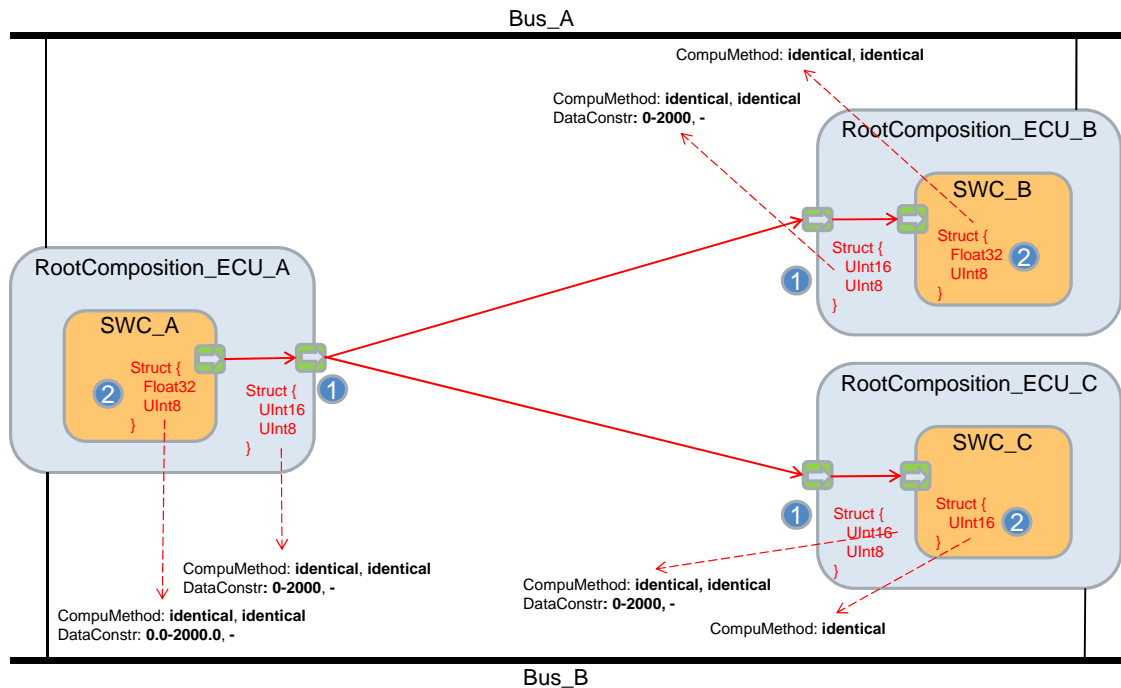 Bus_A
CompuMethod: identical, identical
CompuMethod: identical, identical
DataConstr: 0-2000, -
RootComposition_ECU_B
SWC_B
Struct {
UInt16
UInt8
}
1
Struct {
Float32
UInt8
}
2
RootComposition_ECU_A
SWC_A
Struct {
Float32
UInt8
}
2
Struct {
UInt16
UInt8
}
1
RootComposition_ECU_C
SWC_C
Struct {
UInt16
UInt8
}
1
Struct {
UInt16
}
2
CompuMethod: identical, identical
DataConstr: 0-2000, -
CompuMethod: identical, identical
DataConstr: 0.0-2000.0, -
CompuMethod: identical, identical
DataConstr: 0-2000, -
CompuMethod: identical
Bus_B